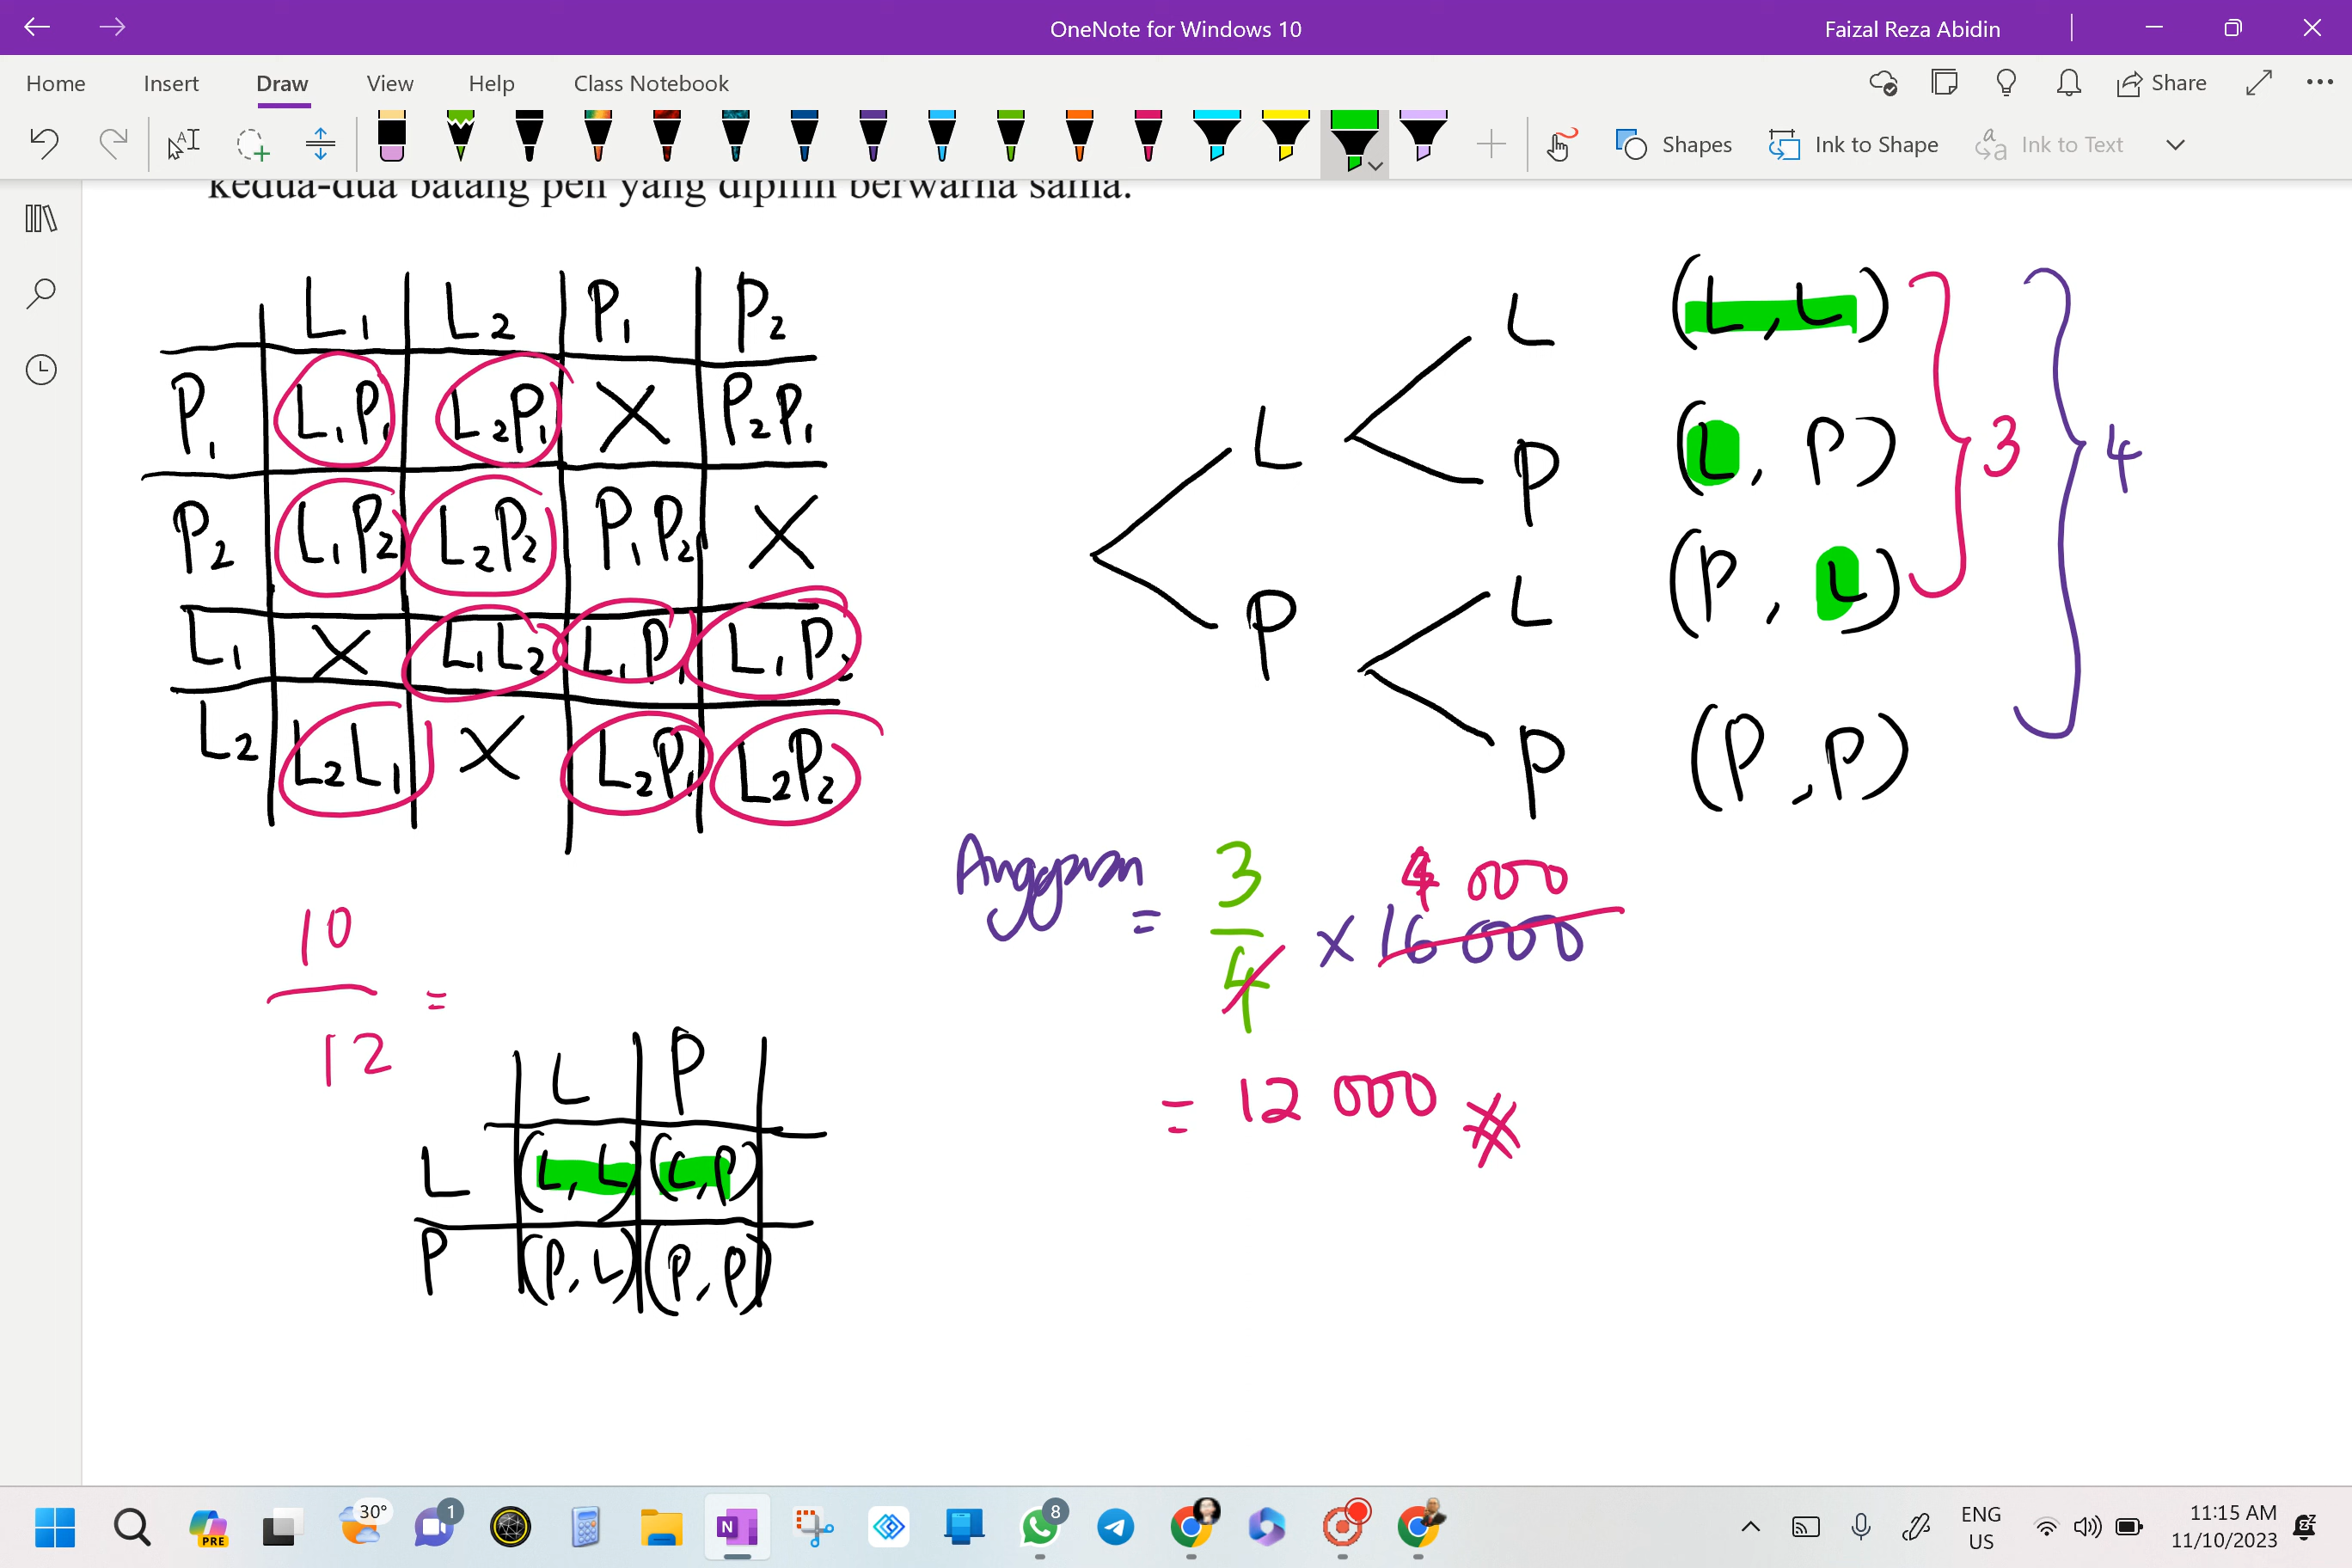 OneNote for Windows 10
Faizal Reza Abidin
Home Insert Draw View Help Class Notebook
Share
Shapes Ink to Shape Ink to Text
kedua-dua batang pen yang dipilih berwarna sama.
L1 L2 P1 P2
P1 L1P1 L2P1 X P2P1
P2 L1P2 L2P2 P1P2 X
L1 X L1L2 L1P1 L1P2
L2 L2L1 X L2P1 L2P2
L
P
L
P
L
P
(L, L)
(L, P)
(P, L)
(P, P)
3
4
Anggaran = 3/4 x 16 000
4 000
= 12 000 #
10/12 =
L P
L (L, L) (L, P)
P (P, L) (P, P)
PRE
30°
1
8
ENG
US
11:15 AM
11/10/2023